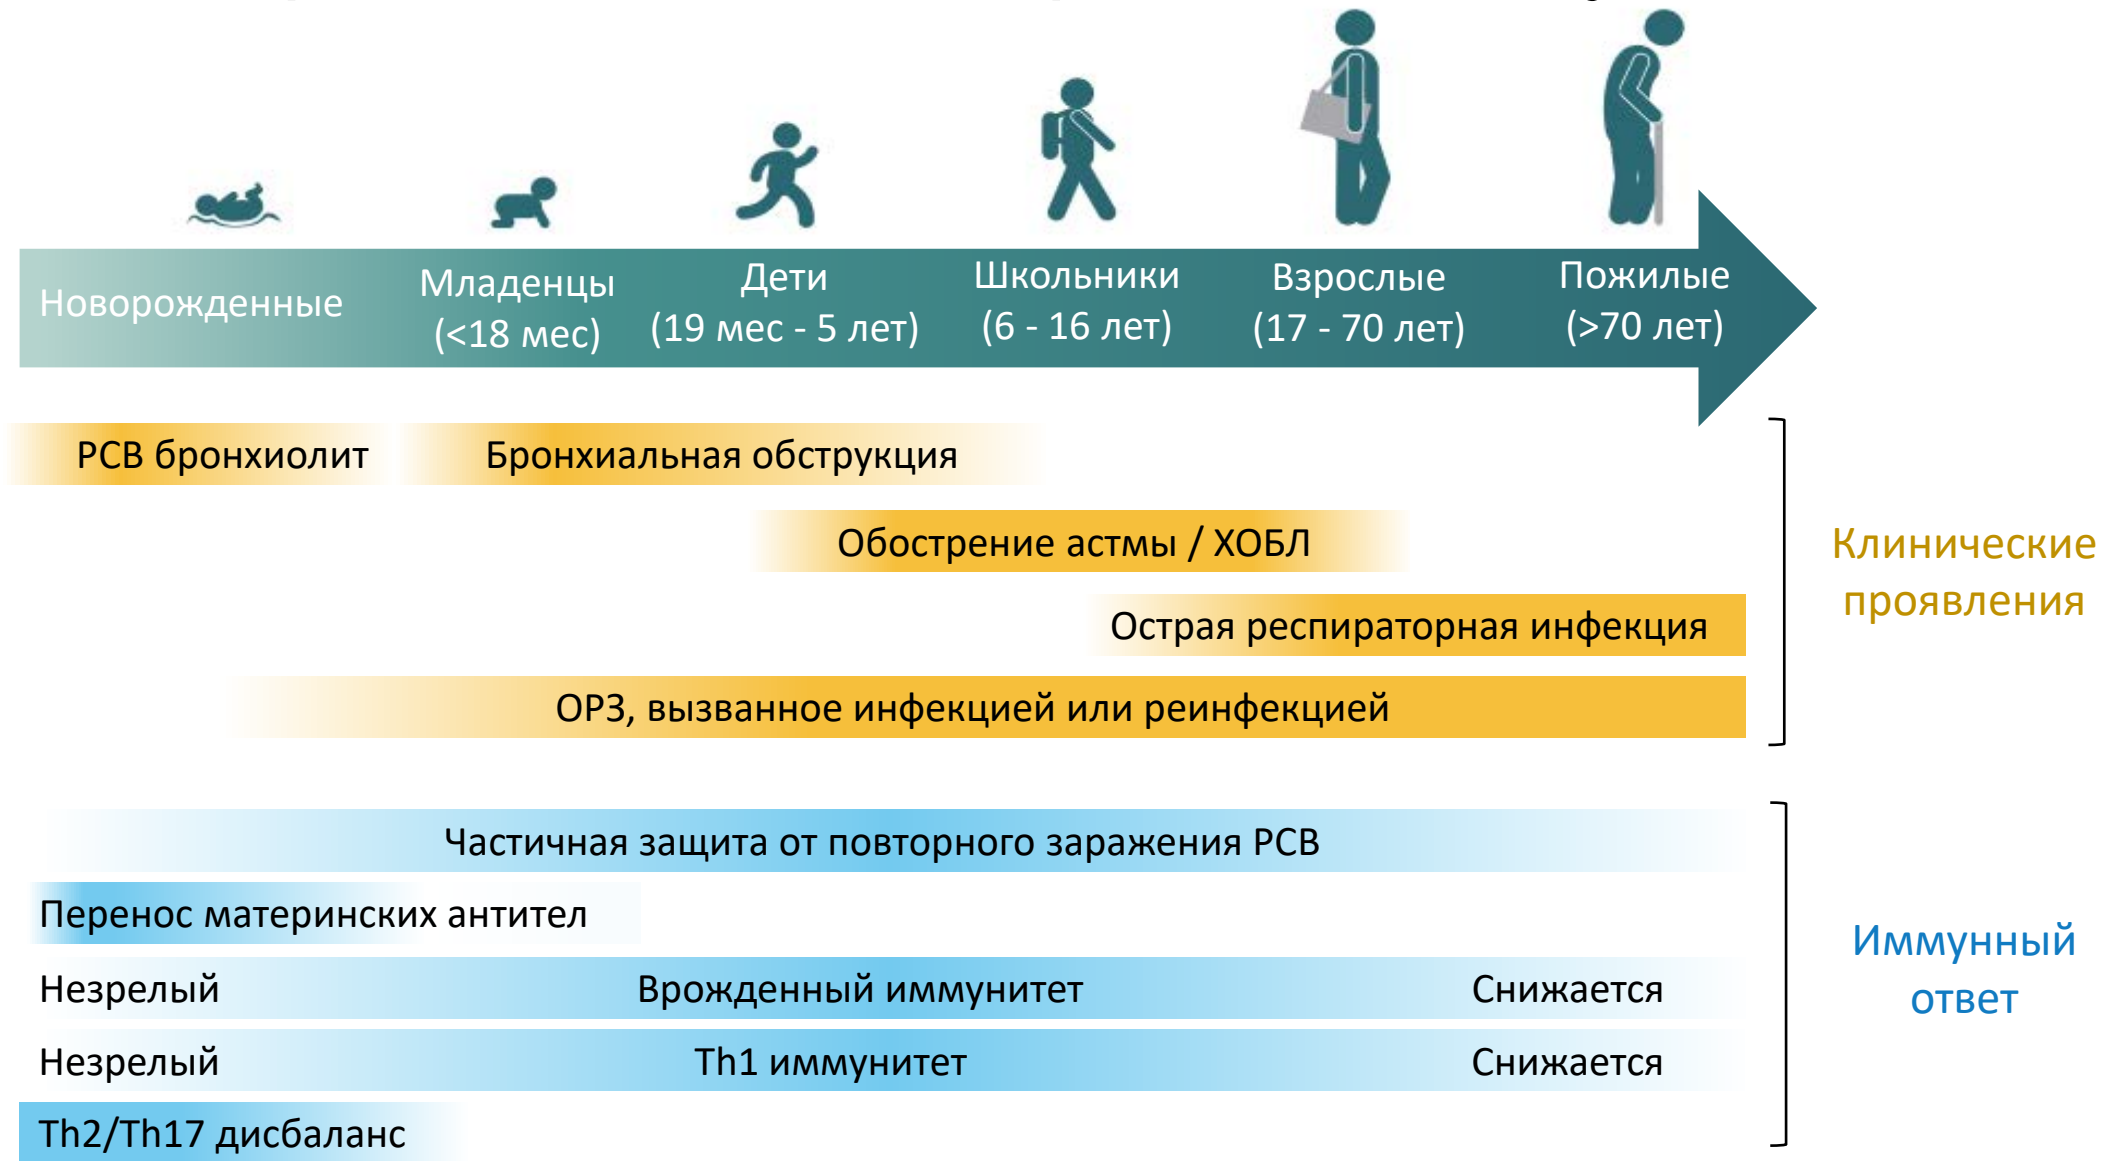 Новорожденные
Младенцы
(<18 мес)
Дети
(19 мес - 5 лет)
Школьники
(6 - 16 лет)
Взрослые
(17 - 70 лет)
Пожилые
(>70 лет)
РСВ бронхиолит
Бронхиальная обструкция
Обострение астмы / ХОБЛ
Острая респираторная инфекция
ОРЗ, вызванное инфекцией или реинфекцией
Клинические
проявления
Частичная защита от повторного заражения РСВ
Перенос материнских антител
Незрелый Врожденный иммунитет Снижается
Незрелый Th1 иммунитет Снижается
Th2/Th17 дисбаланс
Иммунный
ответ